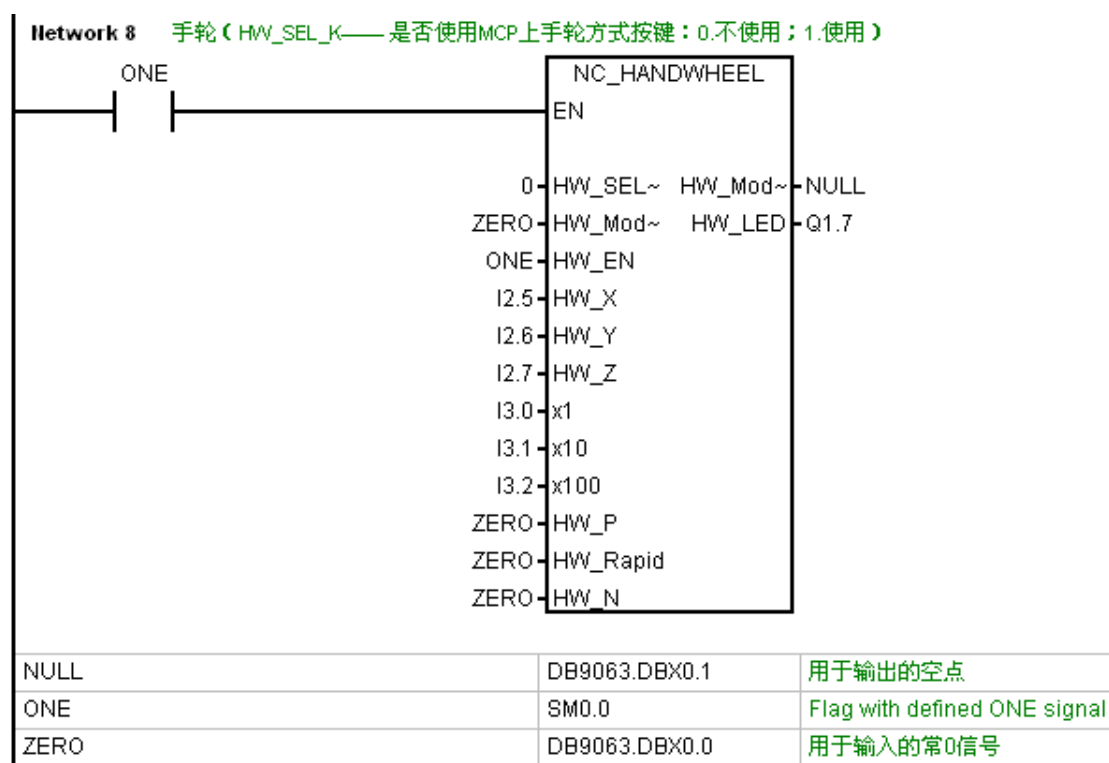 Network 8 手轮(HW_SEL_K—— 是否使用MCP上手轮方式按键:0.不使用;1.使用)
ONE NC_HANDWHEEL
EN
0 HW_SEL~ HW_Mod~ NULL
ZERO HW_Mod~ HW_LED Q1.7
ONE HW_EN
I2.5 HW_X
I2.6 HW_Y
I2.7 HW_Z
I3.0 x1
I3.1 x10
I3.2 x100
ZERO HW_P
ZERO HW_Rapid
ZERO HW_N
NULL DB9063.DBX0.1 用于输出的空点
ONE SM0.0 Flag with defined ONE signal
ZERO DB9063.DBX0.0 用于输入的常0信号